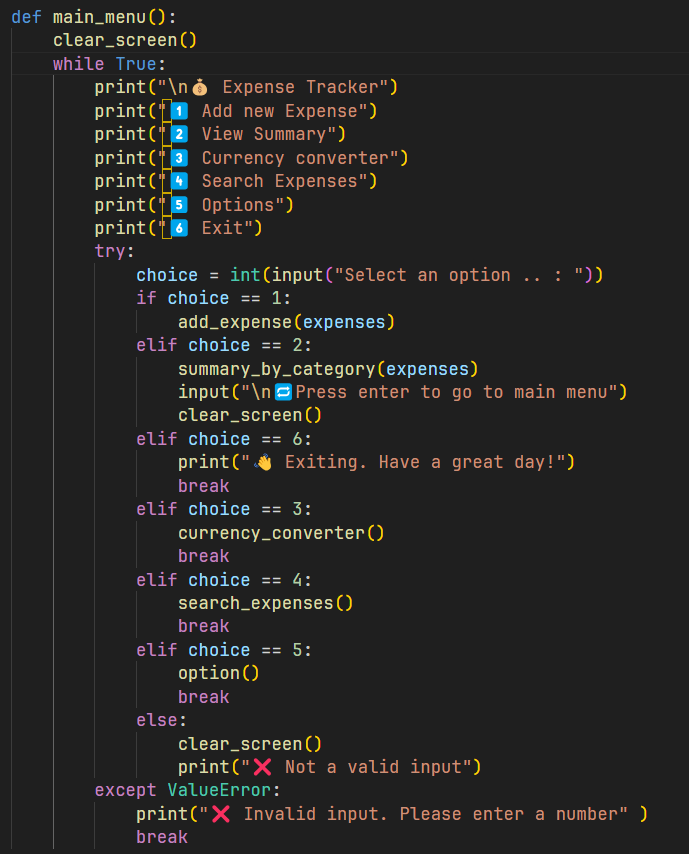 def main_menu():
    clear_screen()
    while True:
        print("\n💰 Expense Tracker")
        print("1️⃣ Add new Expense")
        print("2️⃣ View Summary")
        print("3️⃣ Currency converter")
        print("4️⃣ Search Expenses")
        print("5️⃣ Options")
        print("6️⃣ Exit")
        try:
            choice = int(input("Select an option .. : "))
            if choice == 1:
                add_expense(expenses)
            elif choice == 2:
                summary_by_category(expenses)
                input("\n🔁Press enter to go to main menu")
                clear_screen()
            elif choice == 6:
                print("👋 Exiting. Have a great day!")
                break
            elif choice == 3:
                currency_converter()
                break
            elif choice == 4:
                search_expenses()
                break
            elif choice == 5:
                option()
                break
            else:
                clear_screen()
                print("❌ Not a valid input")
        except ValueError:
            print("❌ Invalid input. Please enter a number" )
            break